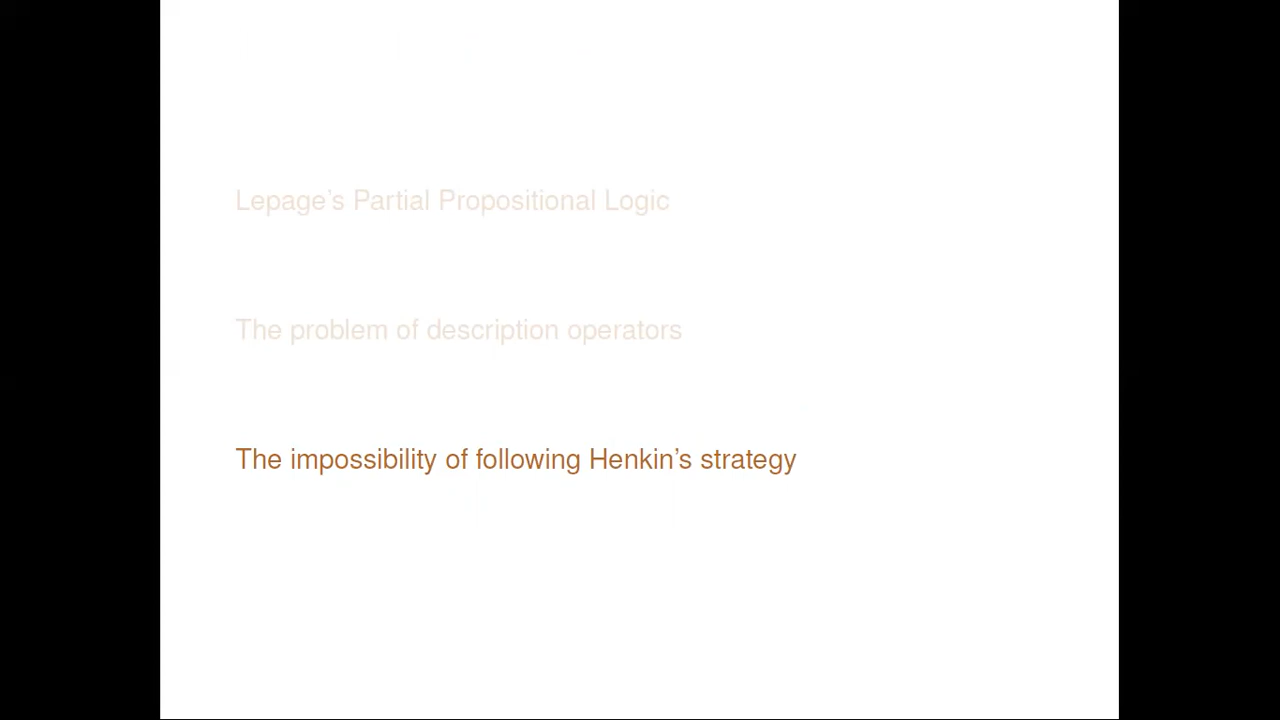 Lepage's Partial Propositional Logic
The problem of description operators
The impossibility of following Henkin's strategy